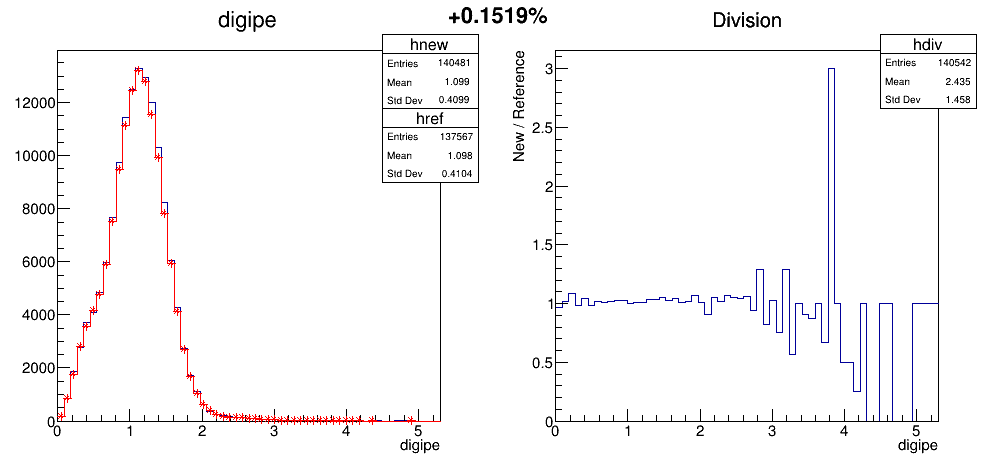 digipe
+0.1519%
Division
hnew
Entries 140481
Mean 1.099
Std Dev 0.4099
href
Entries 137567
Mean 1.098
Std Dev 0.4104
12000
10000
8000
6000
4000
2000
0
0 1 2 3 4 5
digipe
hdiv
Entries 140542
Mean 2.435
Std Dev 1.458
New / Reference
3
2.5
2
1.5
1
0.5
0
0 1 2 3 4 5
digipe